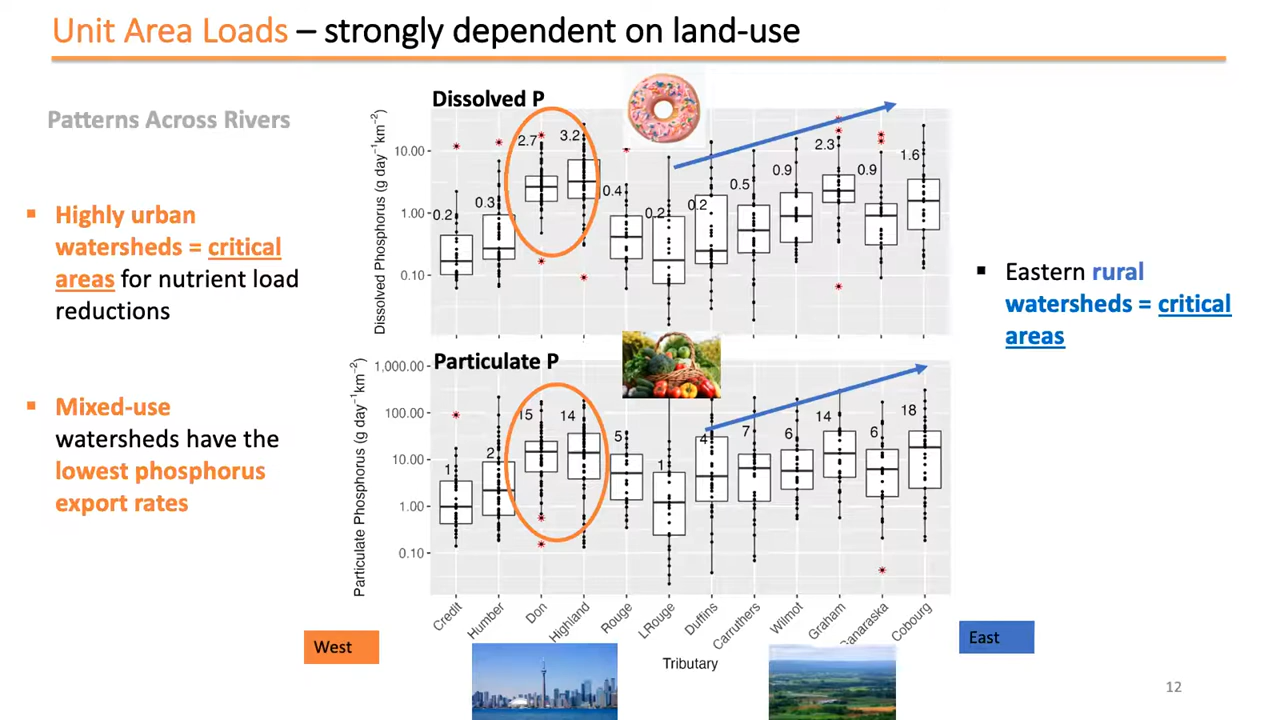 Unit Area Loads – strongly dependent on land-use
Patterns Across Rivers
▪ Highly urban
watersheds = critical
areas for nutrient load
reductions
▪ Mixed-use
watersheds have the
lowest phosphorus
export rates
Dissolved P
Dissolved Phosphorus (g day⁻¹km⁻²)
10.00
1.00
0.10
0.2
0.3
2.7
3.2
0.4
0.2
0.2
0.5
0.9
2.3
0.9
1.6
Particulate P
Particulate Phosphorus (g day⁻¹km⁻²)
1,000.00
100.00
10.00
1.00
0.10
1
2
15
14
5
1
4
7
6
14
6
18
Credit
Humber
Don
Highland
Rouge
LRouge
Duffins
Carruthers
Wilmot
Graham
anaraska
Cobourg
Tributary
West
East
▪ Eastern rural
watersheds = critical
areas
12